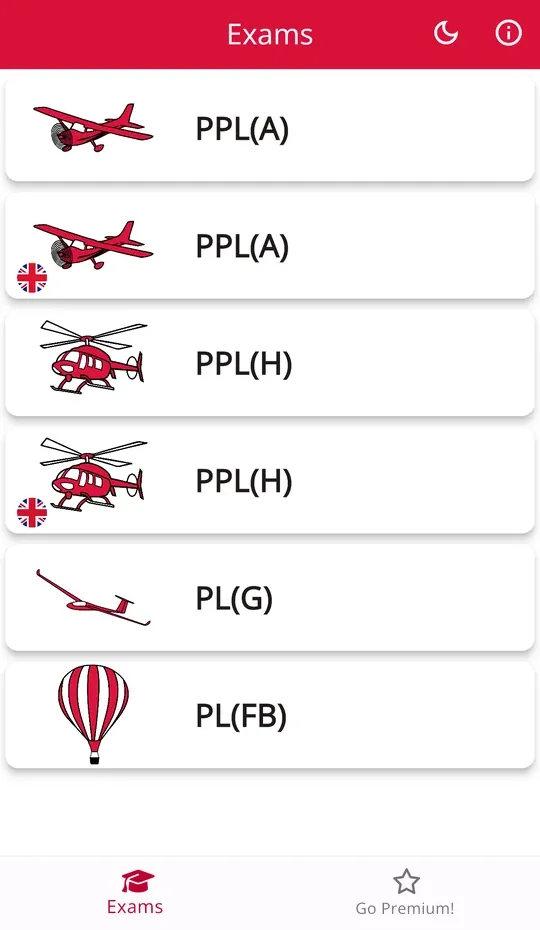 Exams
PPL(A)
PPL(A)
PPL(H)
PPL(H)
PL(G)
PL(FB)
Exams
Go Premium!